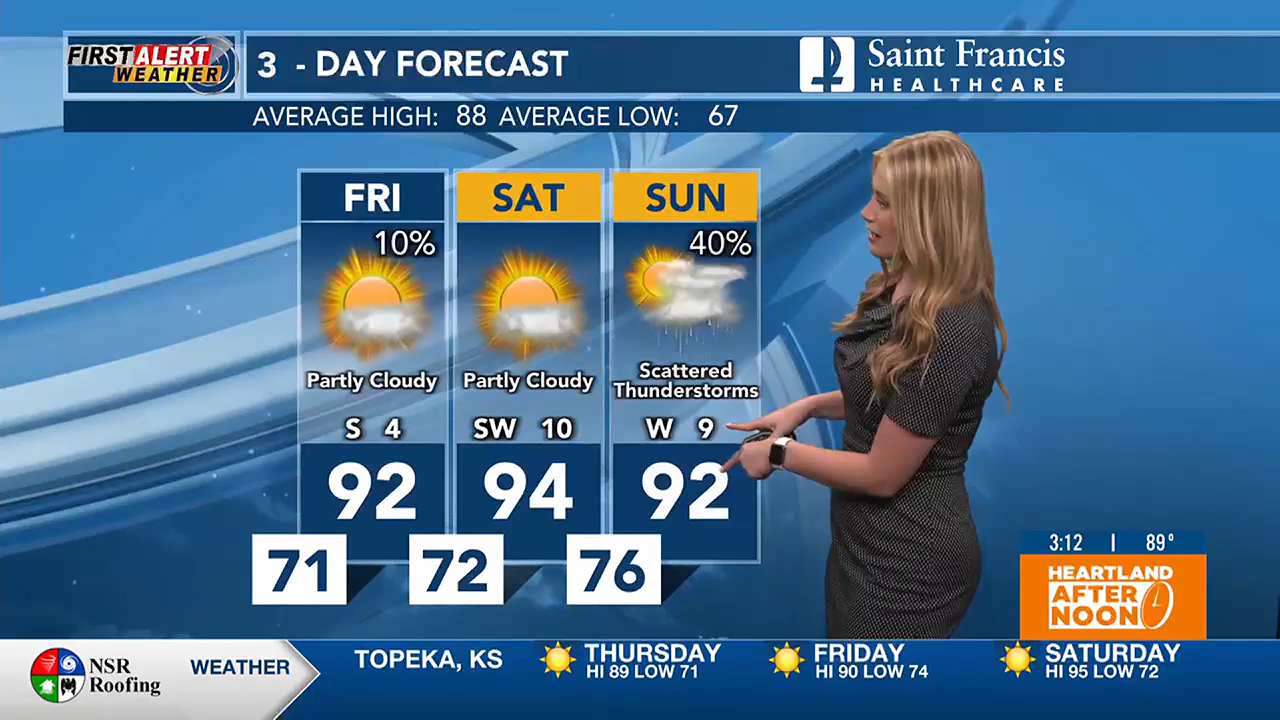 FIRST ALERT
WEATHER
3 - DAY FORECAST
Saint Francis
HEALTHCARE
AVERAGE HIGH: 88 AVERAGE LOW: 67
FRI
10%
Partly Cloudy
S 4
92
71
SAT
Partly Cloudy
SW 10
94
72
SUN
40%
Scattered
Thunderstorms
W 9
92
76
3:12 | 89°
HEARTLAND
AFTER
NOON
NSR
Roofing
WEATHER
TOPEKA, KS
THURSDAY
HI 89 LOW 71
FRIDAY
HI 90 LOW 74
SATURDAY
HI 95 LOW 72